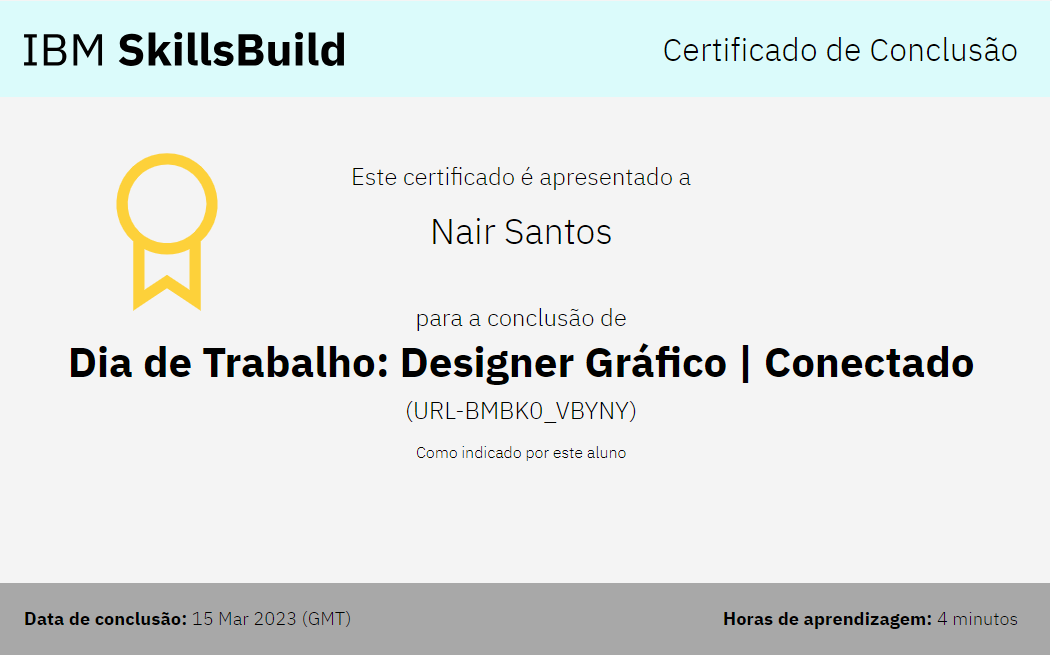 IBM SkillsBuild
Certificado de Conclusão
Este certificado é apresentado a
Nair Santos
para a conclusão de
Dia de Trabalho: Designer Gráfico | Conectado
(URL-BMBK0_VBYNY)
Como indicado por este aluno
Data de conclusão: 15 Mar 2023 (GMT)
Horas de aprendizagem: 4 minutos